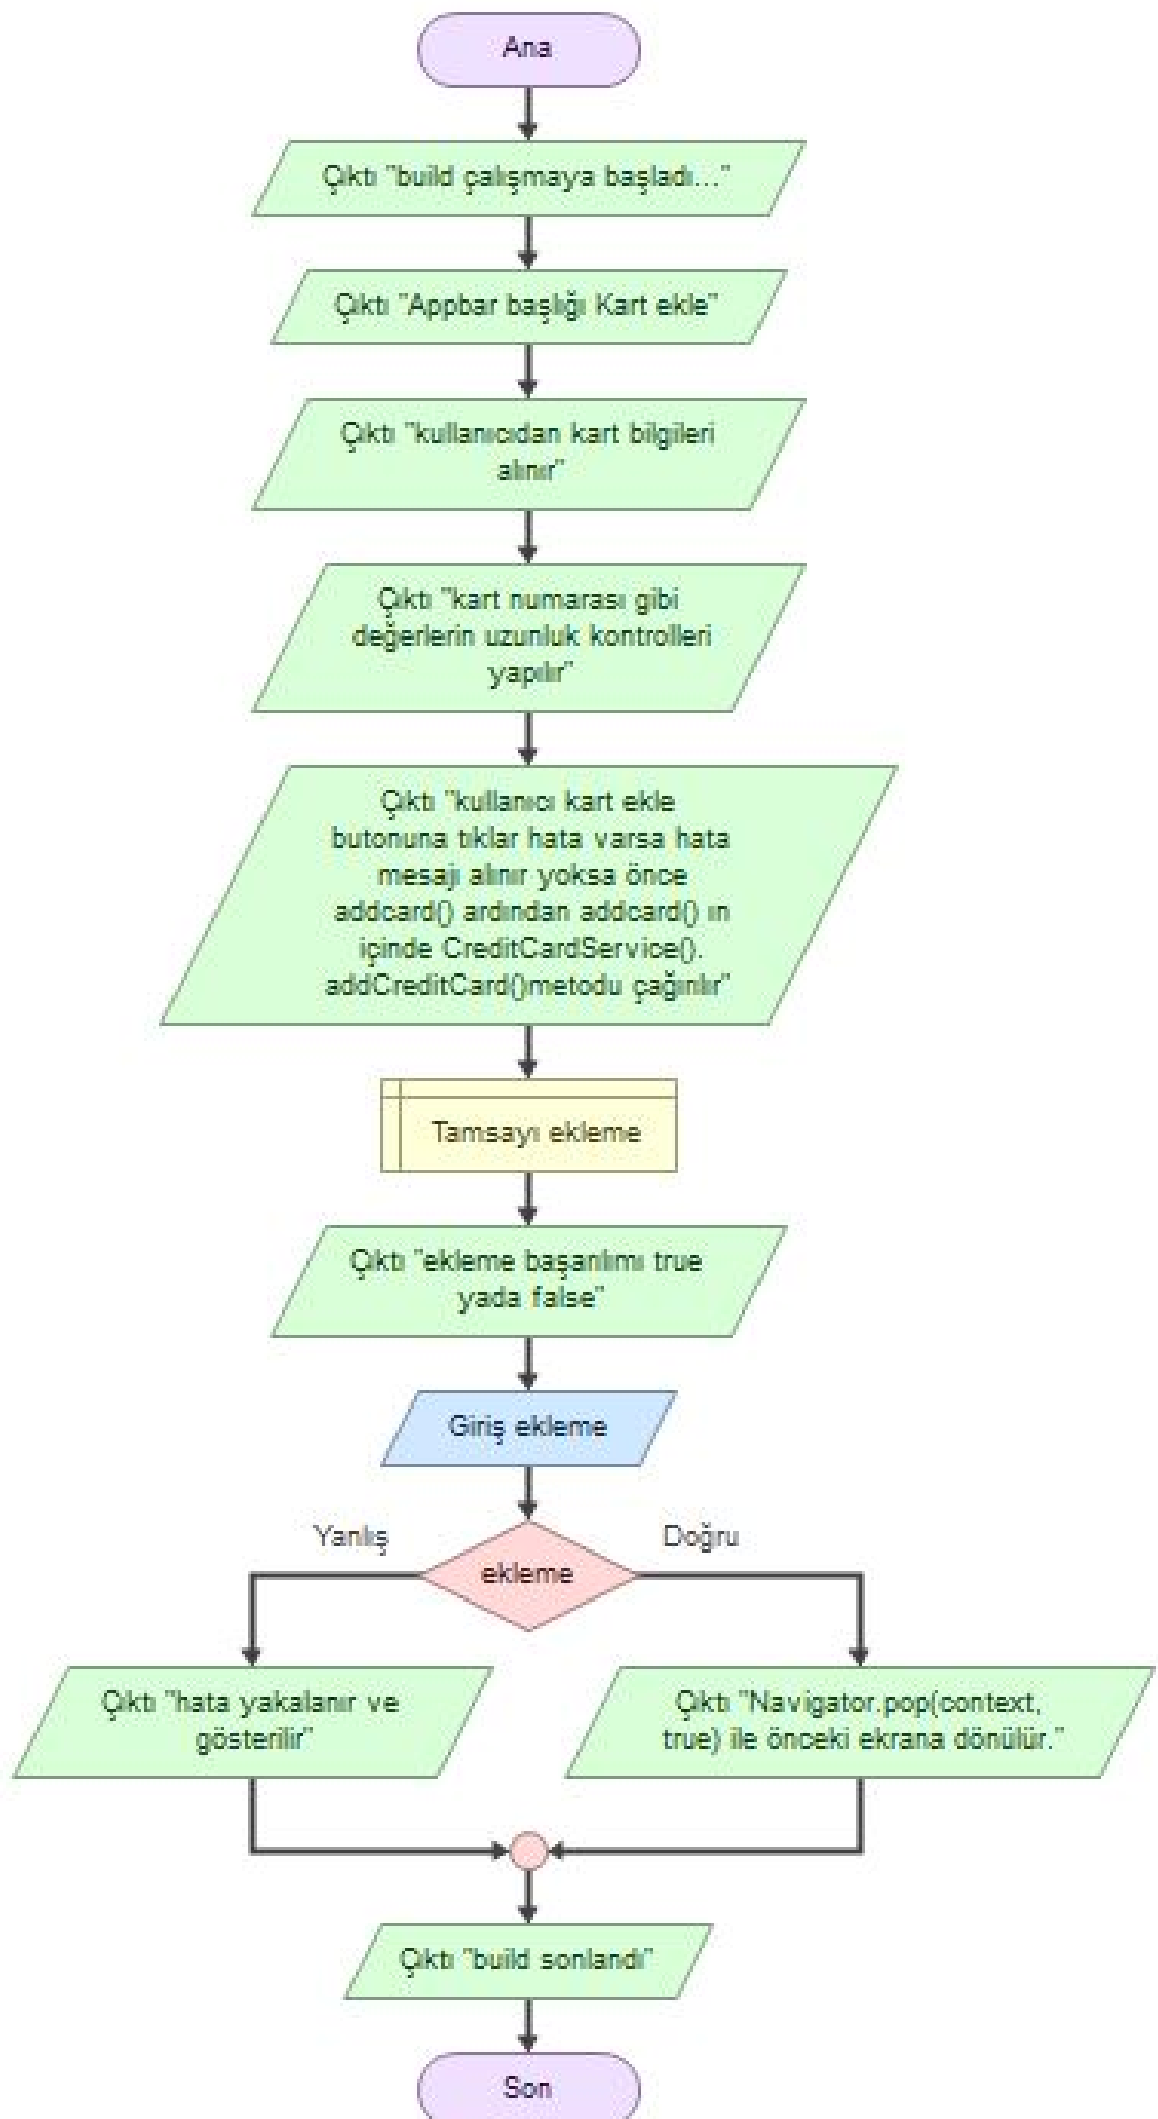 Ana
Çıktı "build çalışmaya başladı..."
Çıktı "Appbar başlığı Kart ekle"
Çıktı "kullanıcıdan kart bilgileri
alınır"
Çıktı "kart numarası gibi
değerlerin uzunluk kontrolleri
yapılır"
Çıktı "kullanıcı kart ekle
butonuna tıklar hata varsa hata
mesajı alınır yoksa önce
addcard() ardından addcard() ın
içinde CreditCardService().
addCreditCard()metodu çağırılır"
Tamsayı ekleme
Çıktı "ekleme başarılımı true
yada false"
Giriş ekleme
Yanlış
Doğru
ekleme
Çıktı "hata yakalanır ve
gösterilir"
Çıktı "Navigator.pop(context,
true) ile önceki ekrana dönülür."
Çıktı "build sonlandı"
Son